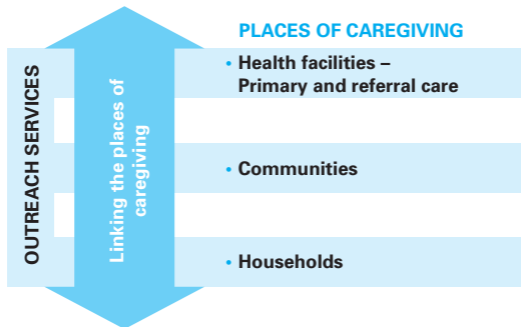 PLACES OF CAREGIVING
• Health facilities –
Primary and referral care
• Communities
• Households
OUTREACH SERVICES
Linking the places of
caregiving